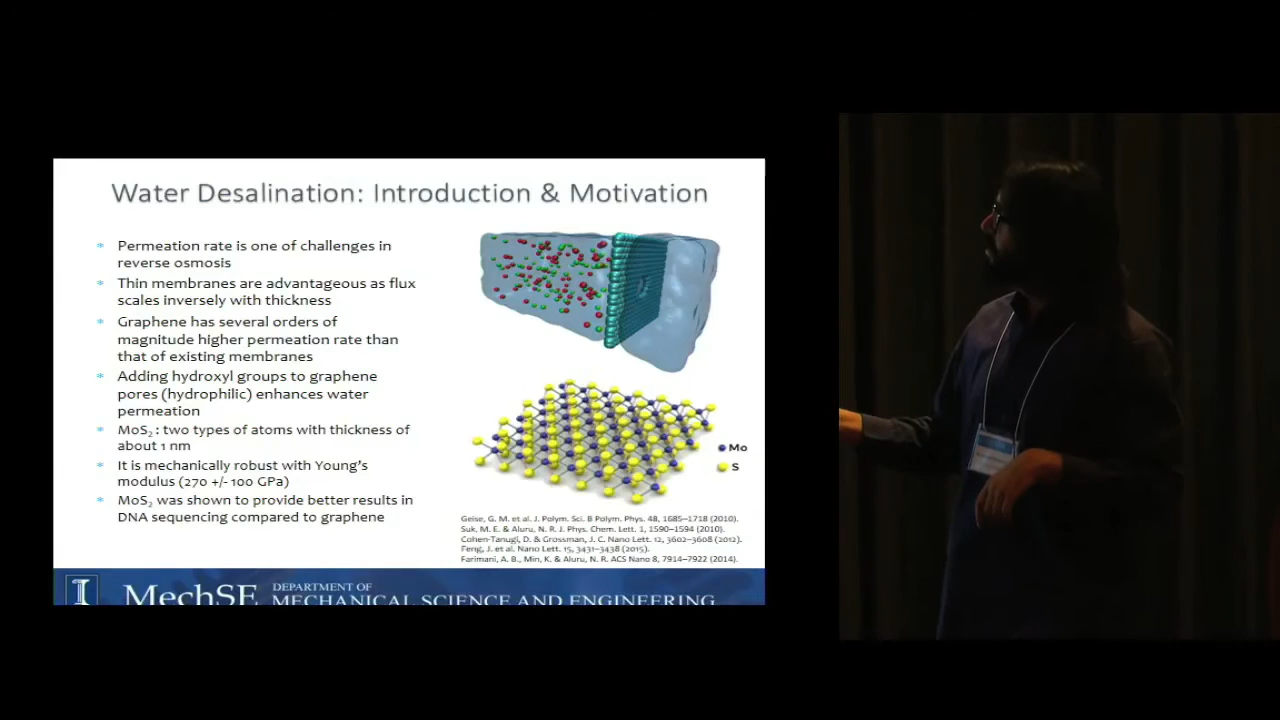 Water Desalination: Introduction & Motivation
* Permeation rate is one of challenges in
reverse osmosis
* Thin membranes are advantageous as flux
scales inversely with thickness
* Graphene has several orders of
magnitude higher permeation rate than
that of existing membranes
* Adding hydroxyl groups to graphene
pores (hydrophilic) enhances water
permeation
* MoS₂ : two types of atoms with thickness of
about 1 nm
* It is mechanically robust with Young's
modulus (270 +/- 100 GPa)
* MoS₂ was shown to provide better results in
DNA sequencing compared to graphene
Mo
S
Geise, G. M. et al. J. Polym. Sci. B Polym. Phys. 48, 1685–1718 (2010).
Suk, M. E. & Aluru, N. R. J. Phys. Chem. Lett. 1, 1590–1594 (2010).
Cohen-Tanugi, D. & Grossman, J. C. Nano Lett. 12, 3602–3608 (2012).
Feng, J. et al. Nano Lett. 15, 3431–3438 (2015).
Farimani, A. B., Min, K. & Aluru, N. R. ACS Nano 8, 7914–7922 (2014).
I
MechSE
DEPARTMENT OF
MECHANICAL SCIENCE AND ENGINEERING